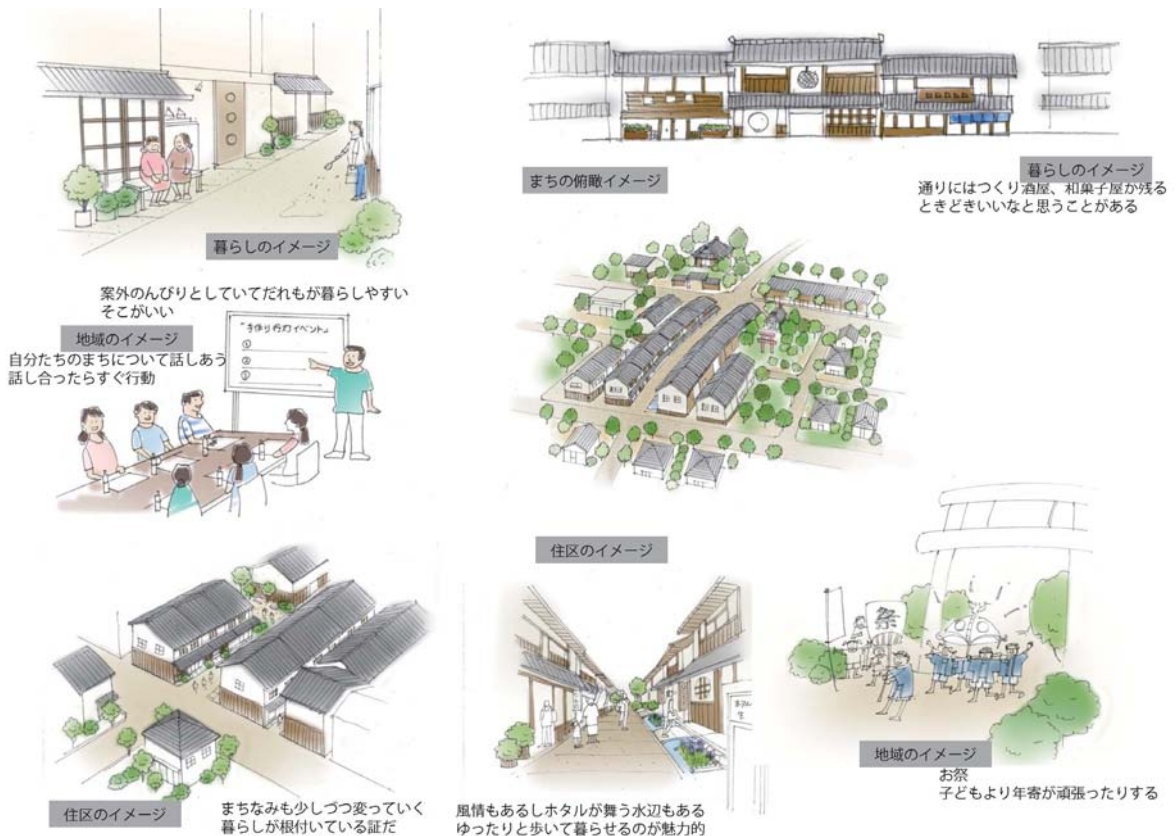 暮らしのイメージ
案外のんびりとしていてだれもが暮らしやすい
そこがいい
地域のイメージ
自分たちのまちについて話しあう
話し合ったらすぐ行動
①
②
③
まちの俯瞰イメージ
暮らしのイメージ
通りにはつくり酒屋、和菓子屋が残る
ときどきいいなと思うことがある
住区のイメージ
まちなみも少しづつ変っていく
暮らしが根付いている証だ
住区のイメージ
風情もあるしホタルが舞う水辺もある
ゆったりと歩いて暮らせるのが魅力的
祭
地域のイメージ
お祭
子どもより年寄が頑張ったりする